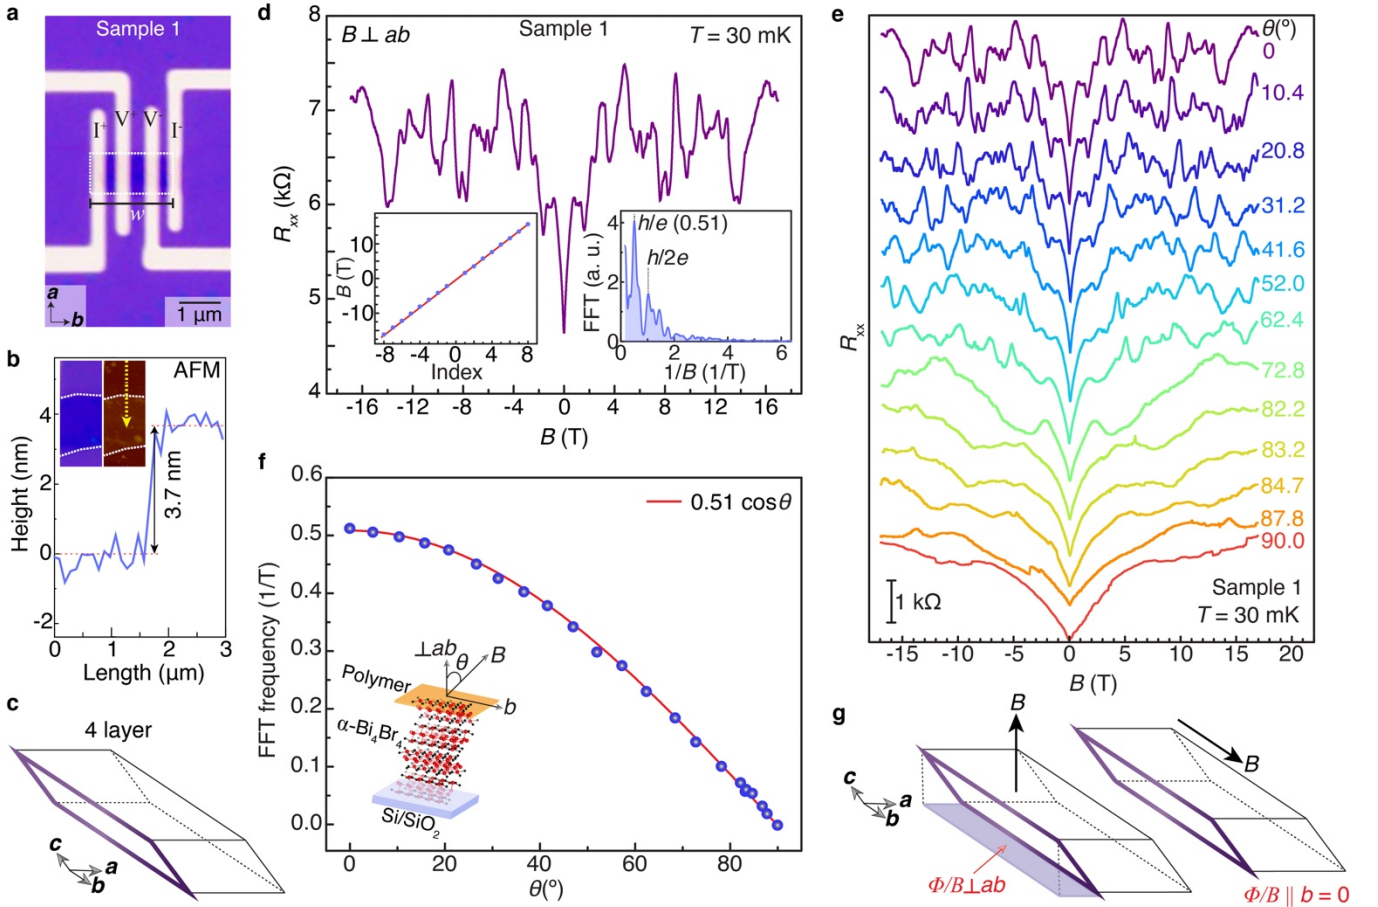 a
Sample 1
I+ V+ V- I-
w
a
b
1 μm
b
AFM
Height (nm)
4
2
0
-2
3.7 nm
0 1 2 3
Length (μm)
c
4 layer
c
a
b
d
B ⊥ ab
Sample 1
T = 30 mK
Rxx (kΩ)
8
7
6
5
4
-16 -12 -8 -4 0 4 8 12 16
B (T)
B (T)
10
0
-10
-8 -4 0 4 8
Index
FFT (a. u.)
4
2
0
h/e (0.51)
h/2e
0 2 4 6
1/B (1/T)
f
FFT frequency (1/T)
0.6
0.5
0.4
0.3
0.2
0.1
0.0
0.51 cosθ
⊥ab
θ
B
b
Polymer
α-Bi4Br4
Si/SiO2
0 20 40 60 80
θ(°)
e
Rxx
θ(°)
0
10.4
20.8
31.2
41.6
52.0
62.4
72.8
82.2
83.2
84.7
87.8
90.0
1 kΩ
Sample 1
T = 30 mK
-15 -10 -5 0 5 10 15
B (T)
g
B
c
a
b
Φ/B⊥ab
B
Φ/B ∥ b = 0